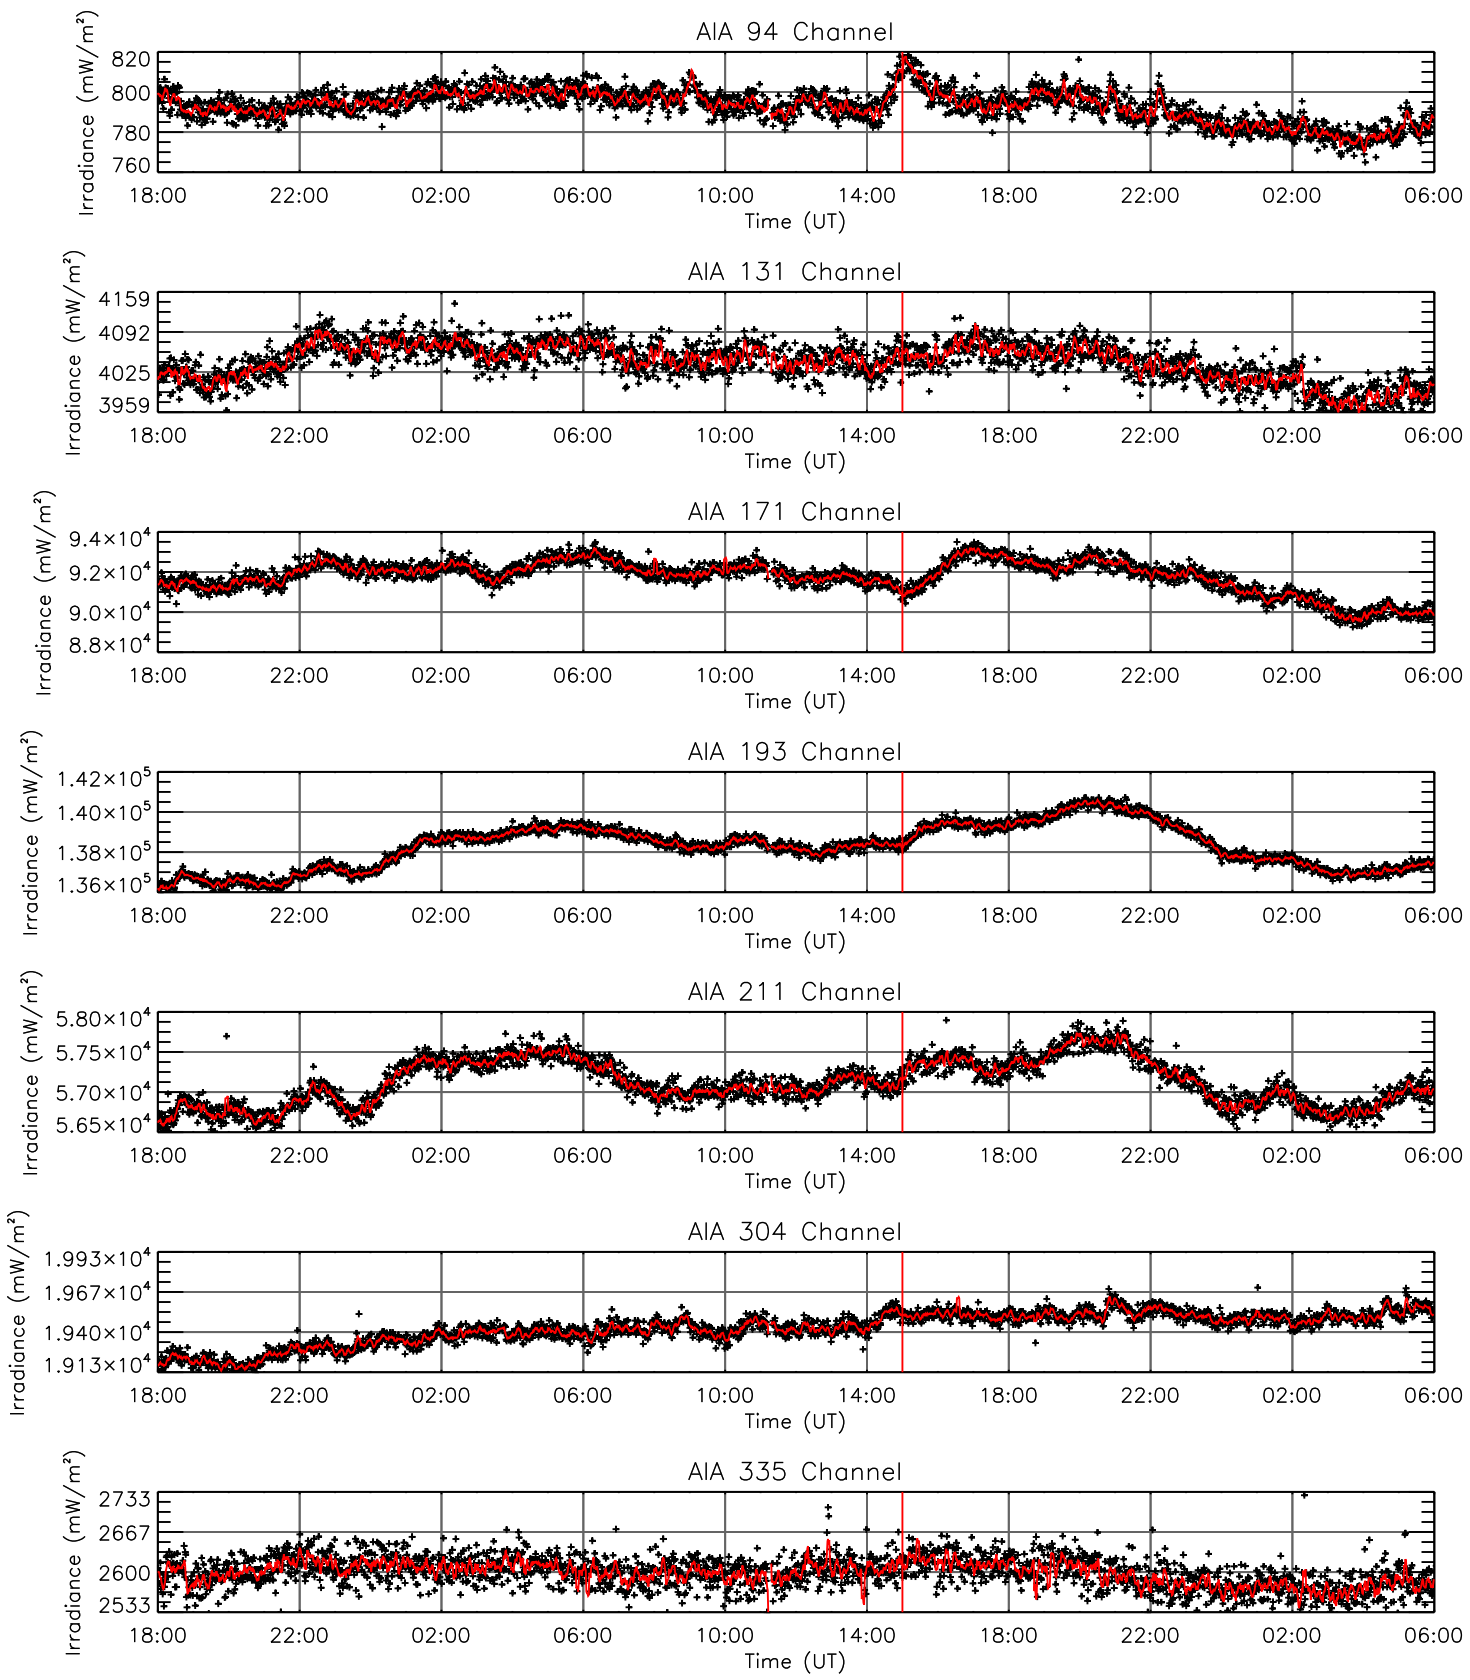 AIA 94 Channel
Irradiance (mW/m²)
820
800
780
760
18:00 22:00 02:00 06:00 10:00 14:00 18:00 22:00 02:00 06:00
Time (UT)
AIA 131 Channel
Irradiance (mW/m²)
4159
4092
4025
3959
18:00 22:00 02:00 06:00 10:00 14:00 18:00 22:00 02:00 06:00
Time (UT)
AIA 171 Channel
Irradiance (mW/m²)
9.4×10⁴
9.2×10⁴
9.0×10⁴
8.8×10⁴
18:00 22:00 02:00 06:00 10:00 14:00 18:00 22:00 02:00 06:00
Time (UT)
AIA 193 Channel
Irradiance (mW/m²)
1.42×10⁵
1.40×10⁵
1.38×10⁵
1.36×10⁵
18:00 22:00 02:00 06:00 10:00 14:00 18:00 22:00 02:00 06:00
Time (UT)
AIA 211 Channel
Irradiance (mW/m²)
5.80×10⁴
5.75×10⁴
5.70×10⁴
5.65×10⁴
18:00 22:00 02:00 06:00 10:00 14:00 18:00 22:00 02:00 06:00
Time (UT)
AIA 304 Channel
Irradiance (mW/m²)
1.993×10⁴
1.967×10⁴
1.940×10⁴
1.913×10⁴
18:00 22:00 02:00 06:00 10:00 14:00 18:00 22:00 02:00 06:00
Time (UT)
AIA 335 Channel
Irradiance (mW/m²)
2733
2667
2600
2533
18:00 22:00 02:00 06:00 10:00 14:00 18:00 22:00 02:00 06:00
Time (UT)